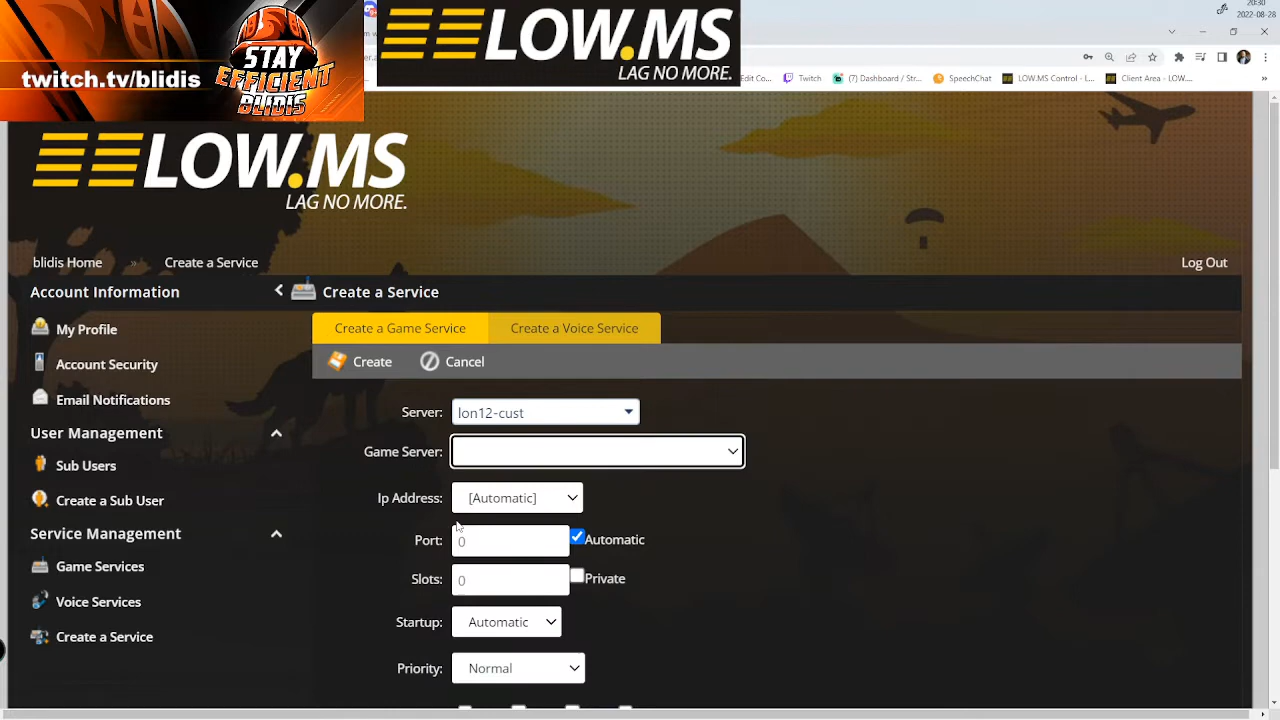 STAY
EFFICIENT
BLIDIS
twitch.tv/blidis
LOW.MS
LAG NO MORE.
20:30
2022-08-28
Edit Co...
Twitch
(7) Dashboard / Str...
SpeechChat
LOW.MS Control - L...
Client Area - LOW....
LOW.MS
LAG NO MORE.
blidis Home
»
Create a Service
Log Out
Account Information
Create a Service
My Profile
Account Security
Email Notifications
User Management
Sub Users
Create a Sub User
Service Management
Game Services
Voice Services
Create a Service
Create a Game Service
Create a Voice Service
Create
Cancel
Server:
lon12-cust
Game Server:
Ip Address:
[Automatic]
Port:
0
Automatic
Slots:
0
Private
Startup:
Automatic
Priority:
Normal